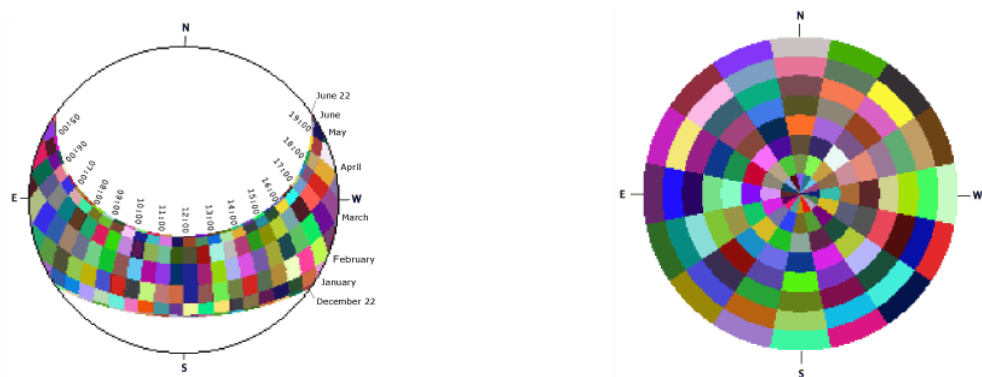 N
June 22
June
May
April
W
March
February
January
December 22
S
E
05:00
06:00
07:00
08:00
09:00
10:00
11:00
12:00
13:00
14:00
15:00
16:00
17:00
18:00
19:00
N
E
W
S